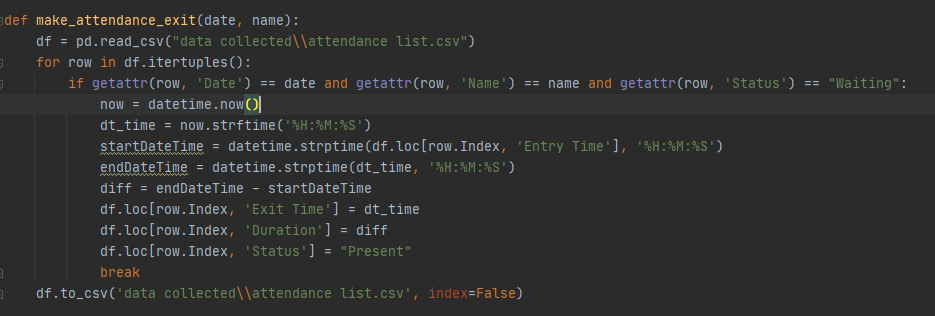 def make_attendance_exit(date, name):
    df = pd.read_csv("data collected\\attendance list.csv")
    for row in df.itertuples():
        if getattr(row, 'Date') == date and getattr(row, 'Name') == name and getattr(row, 'Status') == "Waiting":
            now = datetime.now()
            dt_time = now.strftime('%H:%M:%S')
            startDateTime = datetime.strptime(df.loc[row.Index, 'Entry Time'], '%H:%M:%S')
            endDateTime = datetime.strptime(dt_time, '%H:%M:%S')
            diff = endDateTime - startDateTime
            df.loc[row.Index, 'Exit Time'] = dt_time
            df.loc[row.Index, 'Duration'] = diff
            df.loc[row.Index, 'Status'] = "Present"
            break
    df.to_csv('data collected\\attendance list.csv', index=False)